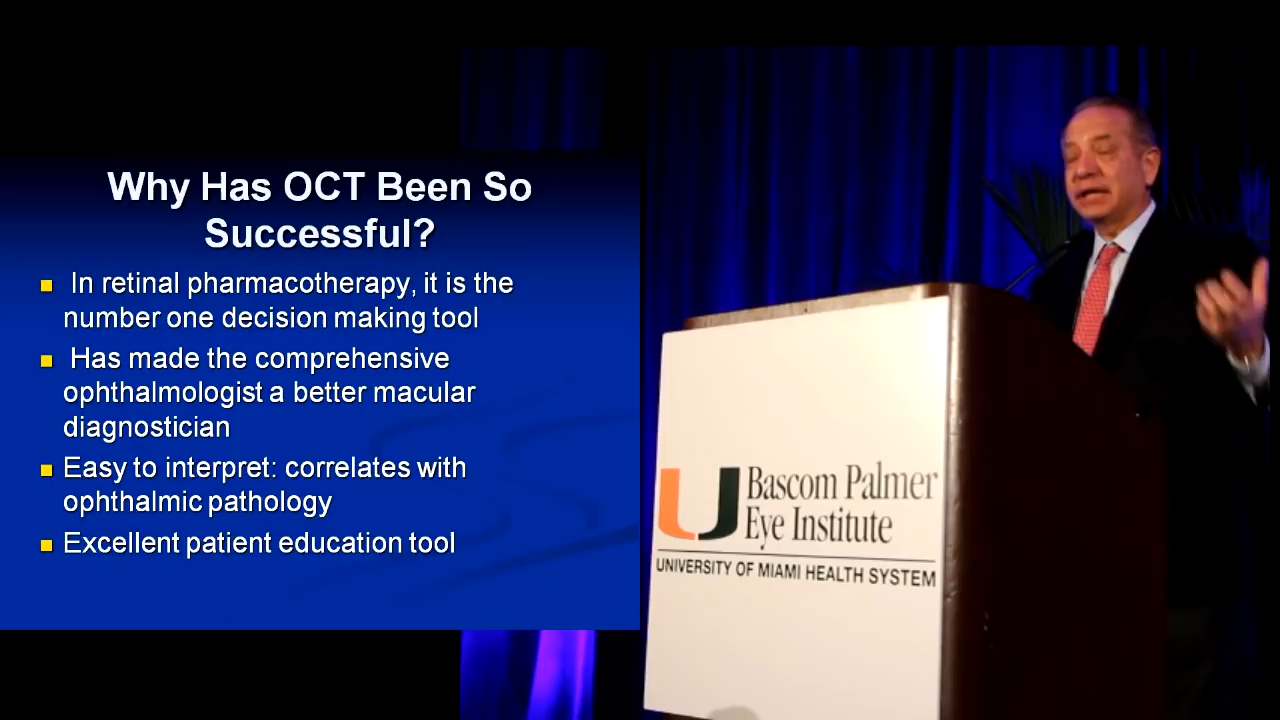 Why Has OCT Been So
Successful?
In retinal pharmacotherapy, it is the
number one decision making tool
Has made the comprehensive
ophthalmologist a better macular
diagnostician
Easy to interpret: correlates with
ophthalmic pathology
Excellent patient education tool
U Bascom Palmer
Eye Institute
UNIVERSITY OF MIAMI HEALTH SYSTEM